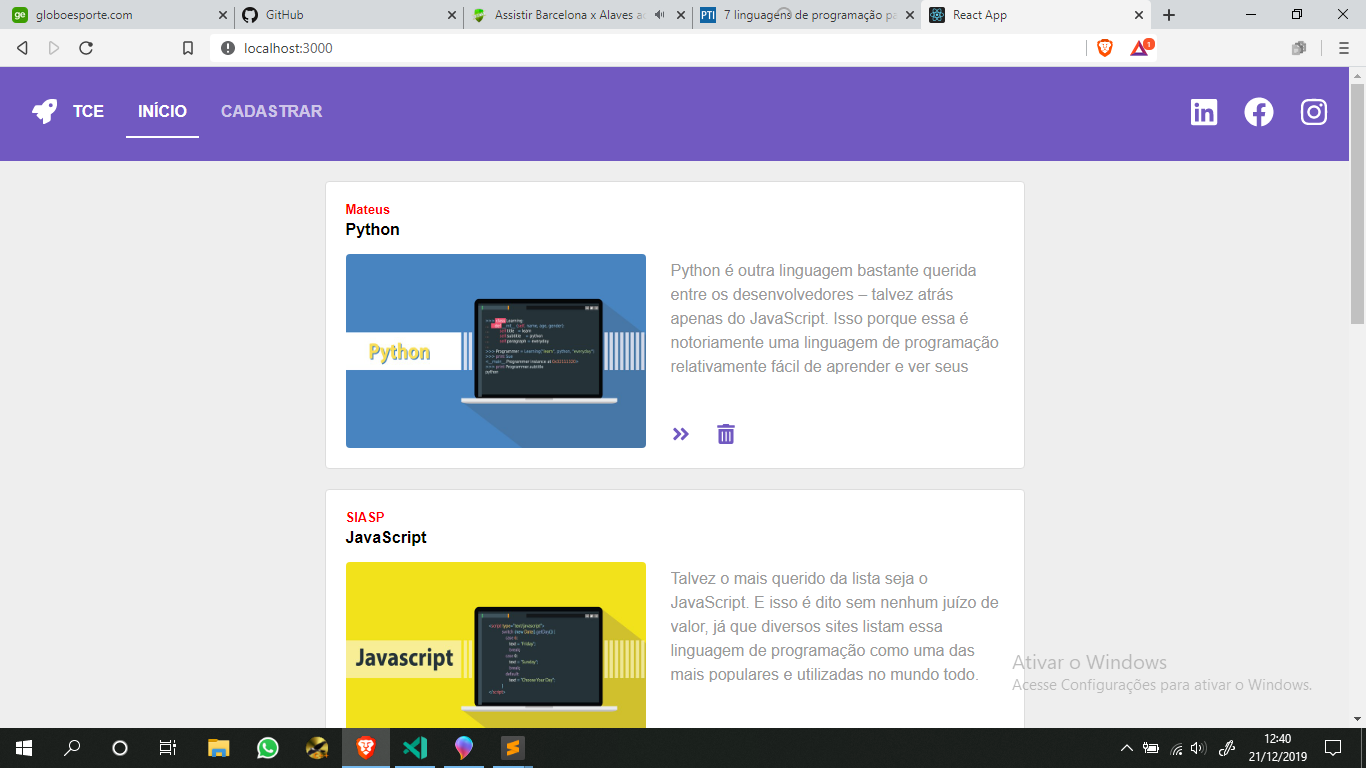 globoesporte.com
GitHub
Assistir Barcelona x Alaves ao
7 linguagens de programação pa
React App
localhost:3000
1
TCE
INÍCIO
CADASTRAR
Mateus
Python
Python
Python é outra linguagem bastante querida
entre os desenvolvedores – talvez atrás
apenas do JavaScript. Isso porque essa é
notoriamente uma linguagem de programação
relativamente fácil de aprender e ver seus
SIASP
JavaScript
Javascript
Talvez o mais querido da lista seja o
JavaScript. E isso é dito sem nenhum juízo de
valor, já que diversos sites listam essa
linguagem de programação como uma das
mais populares e utilizadas no mundo todo.
Ativar o Windows
Acesse Configurações para ativar o Windows.
12:40
21/12/2019